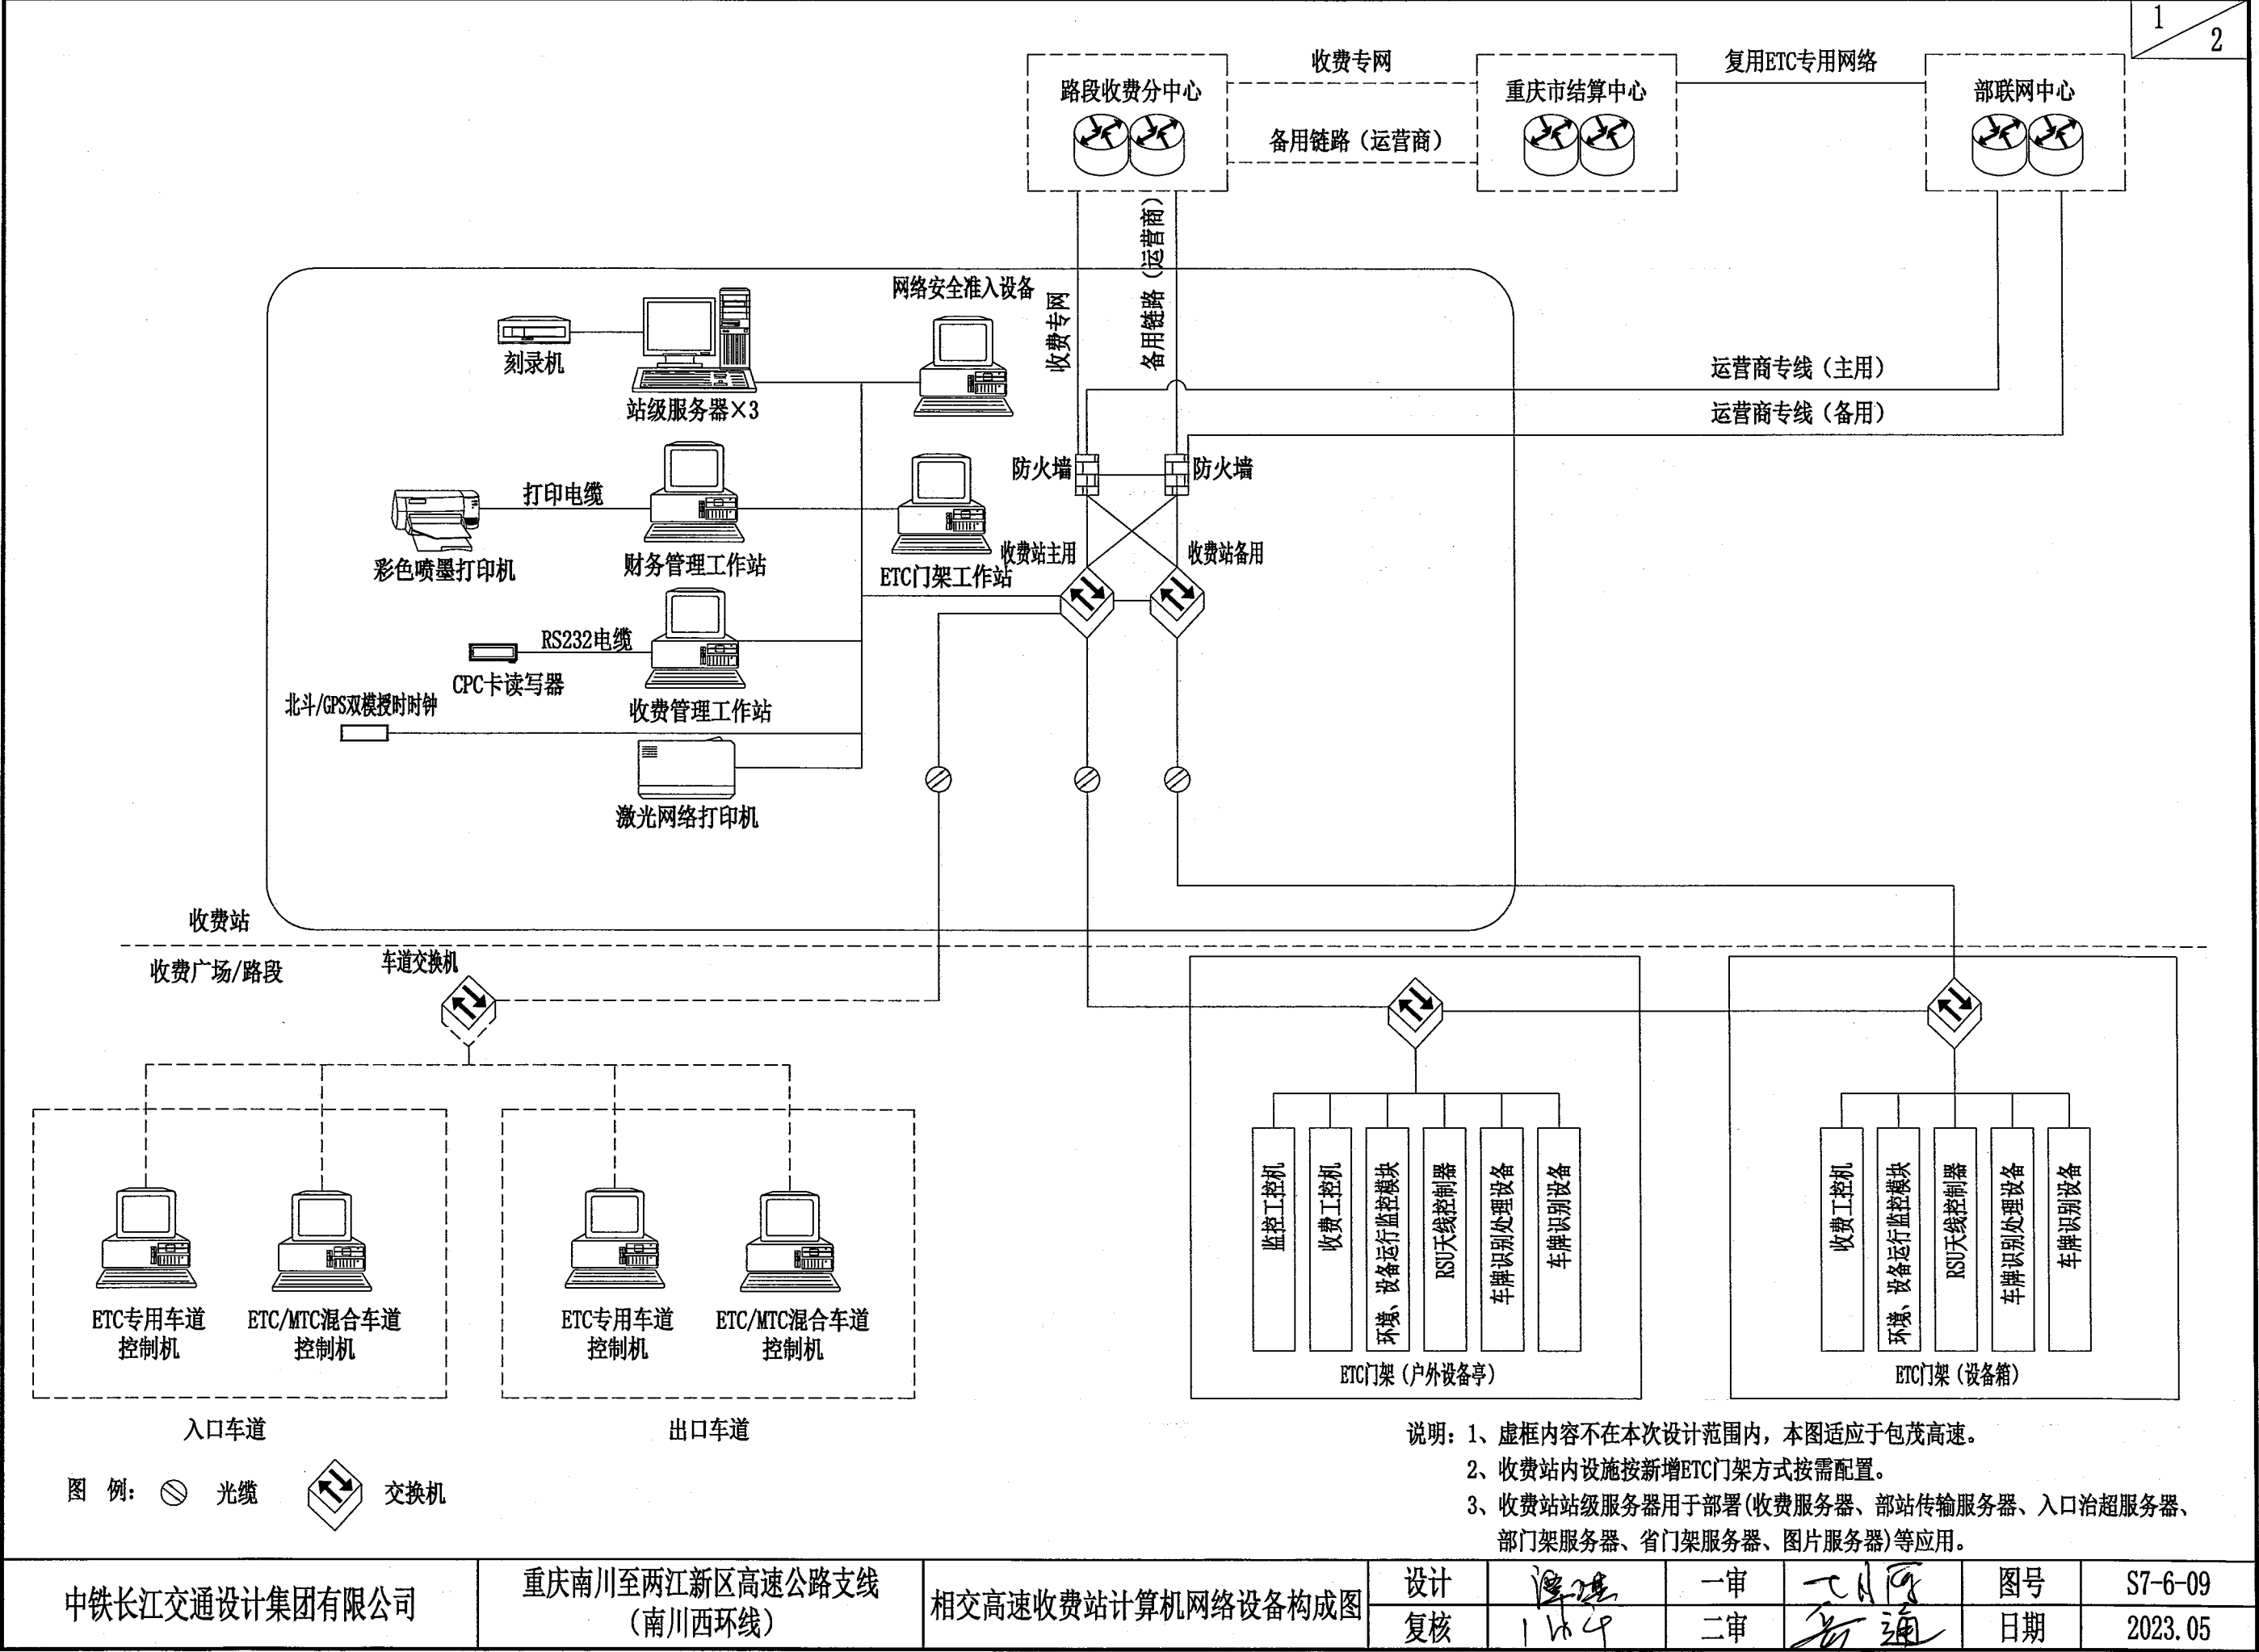 1
2
收费专网
复用ETC专用网络
路段收费分中心
重庆市结算中心
部联网中心
备用链路（运营商）
收费专网
备用链路（运营商）
网络安全准入设备
刻录机
站级服务器×3
运营商专线（主用）
运营商专线（备用）
防火墙
防火墙
打印电缆
彩色喷墨打印机
财务管理工作站
ETC门架工作站
收费站主用
收费站备用
RS232电缆
CPC卡读写器
北斗/GPS双模授时时钟
收费管理工作站
激光网络打印机
收费站
收费广场/路段
车道交换机
ETC专用车道
控制机
ETC/MTC混合车道
控制机
ETC专用车道
控制机
ETC/MTC混合车道
控制机
入口车道
出口车道
监控工控机
收费工控机
环境、设备运行监控模块
RSU天线控制器
车牌识别处理设备
车牌识别设备
ETC门架（户外设备亭）
收费工控机
环境、设备运行监控模块
RSU天线控制器
车牌识别处理设备
车牌识别设备
ETC门架（设备箱）
图 例：
光缆
交换机
说明：1、虚框内容不在本次设计范围内，本图适应于包茂高速。
2、收费站内设施按新增ETC门架方式按需配置。
3、收费站站级服务器用于部署(收费服务器、部站传输服务器、入口治超服务器、
部门架服务器、省门架服务器、图片服务器)等应用。
中铁长江交通设计集团有限公司
重庆南川至两江新区高速公路支线
（南川西环线）
相交高速收费站计算机网络设备构成图
设计
一审
图号
S7-6-09
复核
二审
日期
2023.05